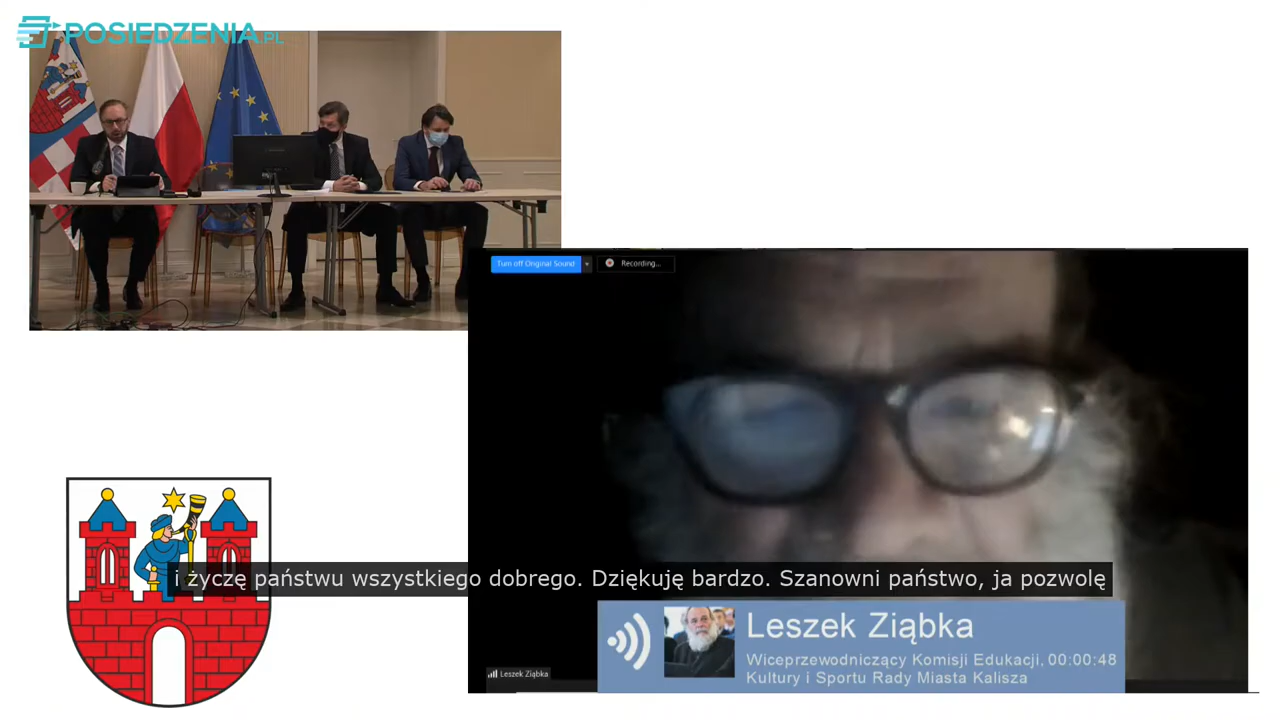 POSIEDZENIA.PL
Turn off Original Sound
Recording...
i życzę państwu wszystkiego dobrego. Dziękuję bardzo. Szanowni państwo, ja pozwolę
Leszek Ziąbka
Wiceprzewodniczący Komisji Edukacji, 00:00:48
Kultury i Sportu Rady Miasta Kalisza
Leszek Ziąbka